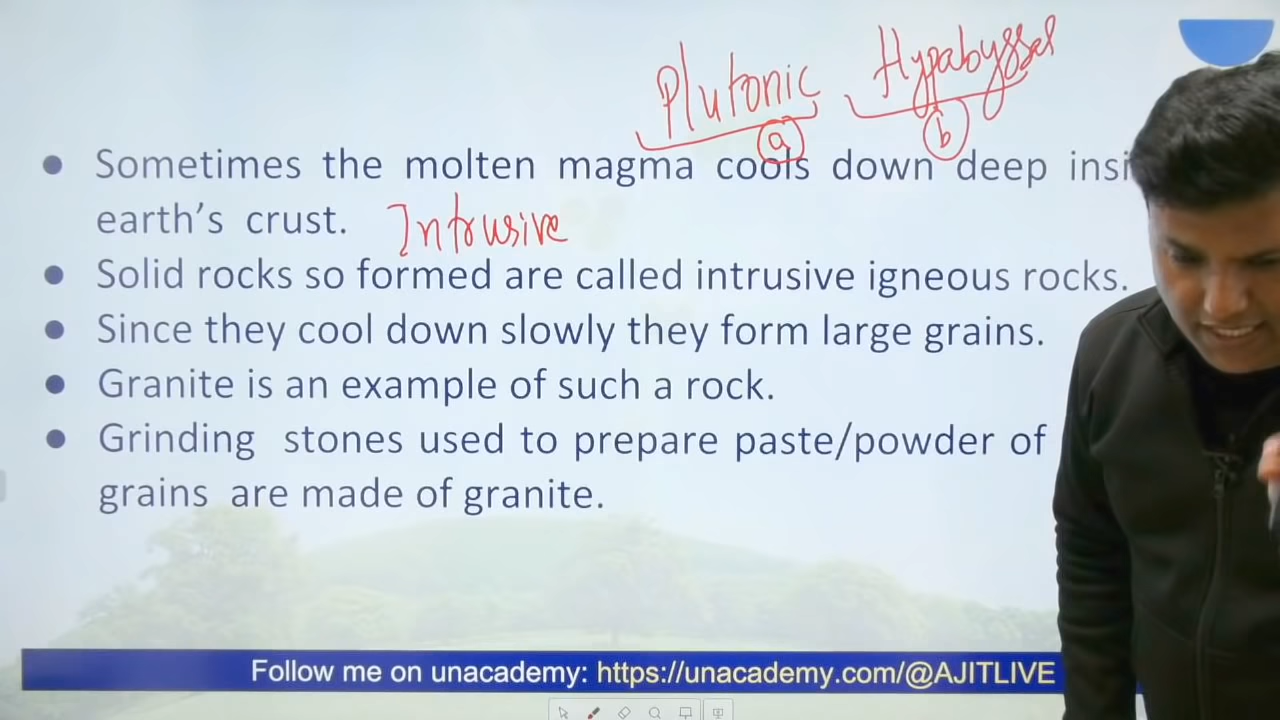 Plutonic Hypabyssal
a b
• Sometimes the molten magma cools down deep insi
earth's crust. Intrusive
• Solid rocks so formed are called intrusive igneous rocks.
• Since they cool down slowly they form large grains.
• Granite is an example of such a rock.
• Grinding stones used to prepare paste/powder of
grains are made of granite.
Follow me on unacademy: https://unacademy.com/@AJITLIVE